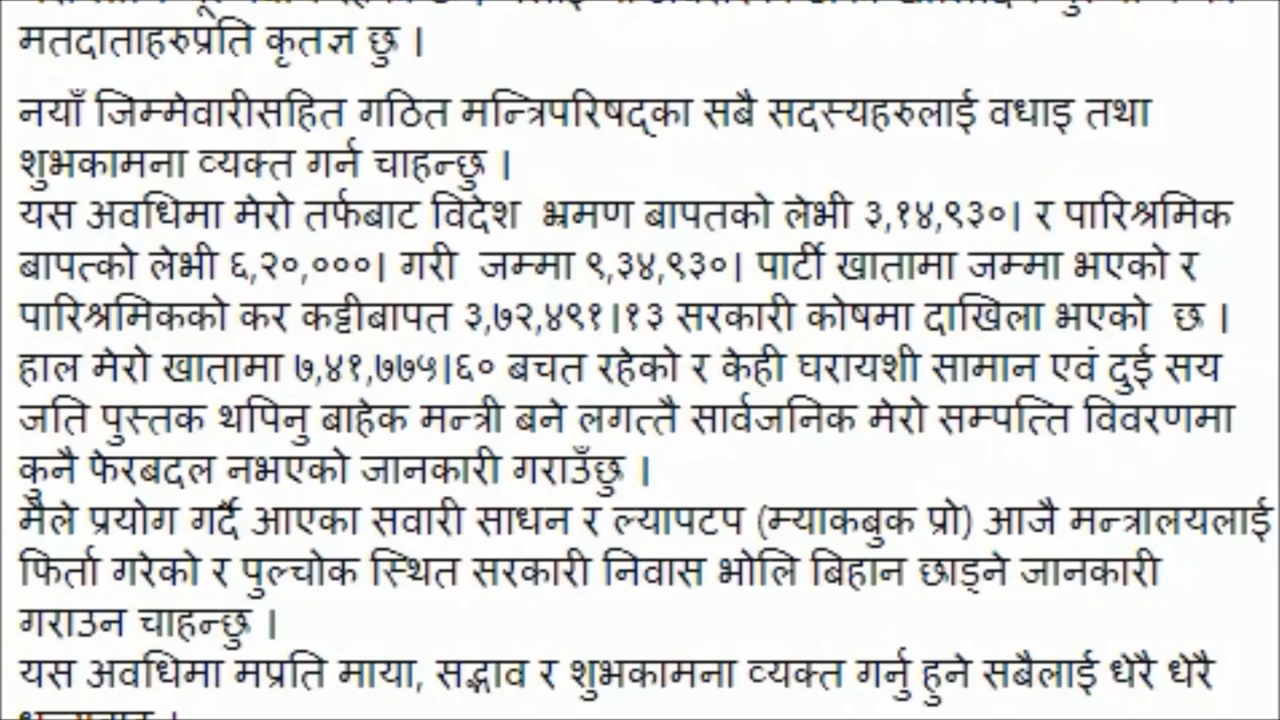 मतदाताहरुप्रति कृतज्ञ छु ।
नयाँ जिम्मेवारीसहित गठित मन्त्रिपरिषद्का सबै सदस्यहरुलाई वधाइ तथा
शुभकामना व्यक्त गर्न चाहन्छु ।
यस अवधिमा मेरो तर्फबाट विदेश भ्रमण बापतको लेभी ३,१४,९३०। र पारिश्रमिक
बापत्को लेभी ६,२०,०००। गरी जम्मा ९,३४,९३०। पार्टी खातामा जम्मा भएको र
पारिश्रमिकको कर कट्टीबापत ३,७२,४९१।१३ सरकारी कोषमा दाखिला भएको छ ।
हाल मेरो खातामा ७,४१,७७५।६० बचत रहेको र केही घरायशी सामान एवं दुई सय
जति पुस्तक थपिनु बाहेक मन्त्री बने लगत्तै सार्वजनिक मेरो सम्पत्ति विवरणमा
कुनै फेरबदल नभएको जानकारी गराउँछु ।
मैले प्रयोग गर्दै आएका सवारी साधन र ल्यापटप (म्याकबुक प्रो) आजै मन्त्रालयलाई
फिर्ता गरेको र पुल्चोक स्थित सरकारी निवास भोलि बिहान छाड्ने जानकारी
गराउन चाहन्छु ।
यस अवधिमा मप्रति माया, सद्भाव र शुभकामना व्यक्त गर्नु हुने सबैलाई धेरै धेरै